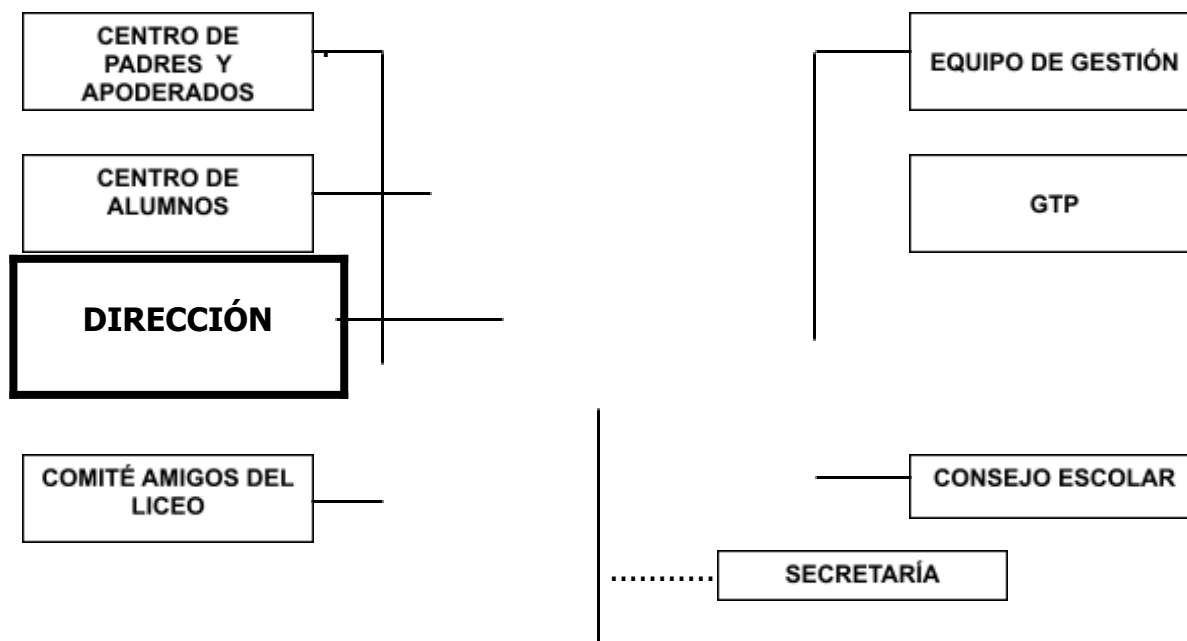 CENTRO DE
PADRES Y
APODERADOS
EQUIPO DE GESTIÓN
CENTRO DE
ALUMNOS
GTP
DIRECCIÓN
COMITÉ AMIGOS DEL
LICEO
CONSEJO ESCOLAR
SECRETARÍA